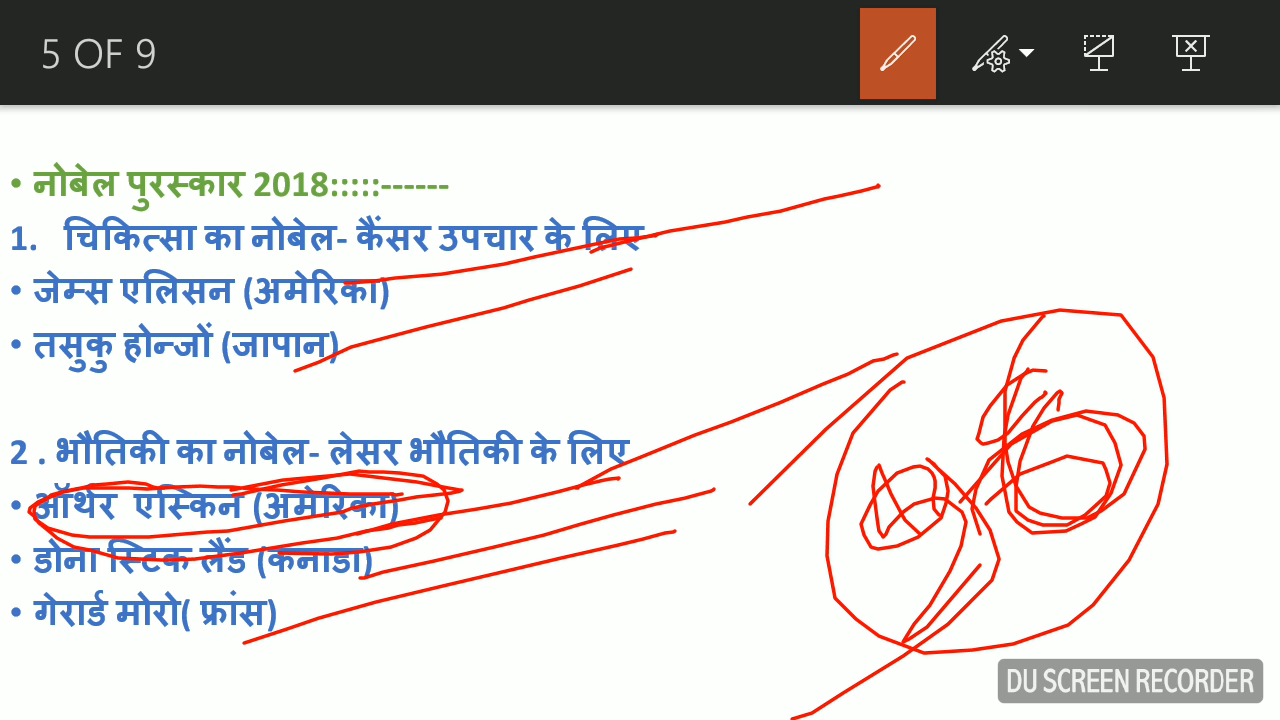 5 OF 9
• नोबेल पुरस्कार 2018:::::------
1. चिकित्सा का नोबेल- कैंसर उपचार के लिए
• जेम्स एलिसन (अमेरिका)
• तसुकु होन्जों (जापान)
2 . भौतिकी का नोबेल- लेसर भौतिकी के लिए
• ऑथेर एस्किन (अमेरिका)
• डोना स्टिक लैंड (कनाडा)
• गेरार्ड मोरो( फ्रांस)
DU SCREEN RECORDER